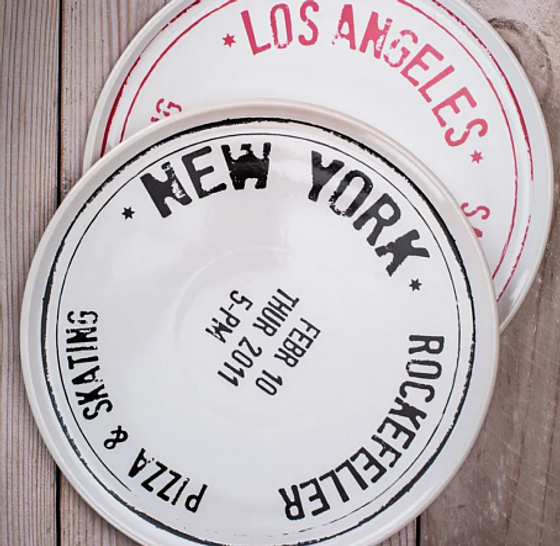 LOS ANGELES
NEW YORK
FEBR 10
THUR 2011
5-PM
ROCKEFELLER
PIZZA & SKATING